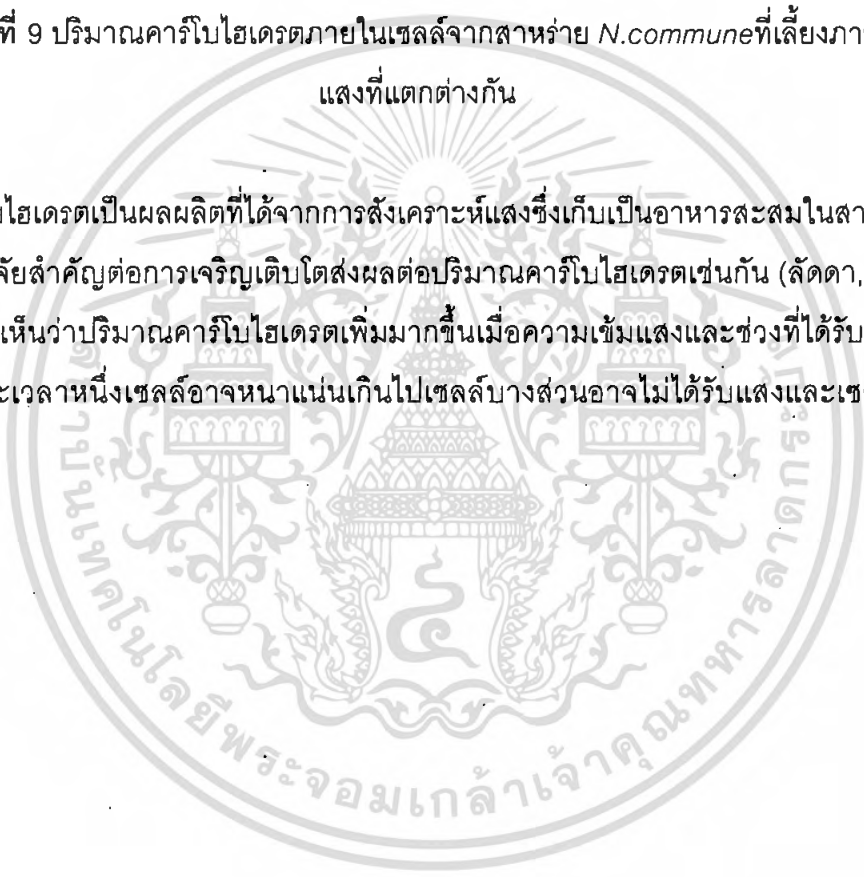 ที่ 9 ปริมาณคาร์โบไฮเดรตภายในเซลล์จากสาหร่าย N.communeที่เลี้ยงภา
แสงที่แตกต่างกัน
ไฮเดรตเป็นผลผลิตที่ได้จากการสังเคราะห์แสงซึ่งเก็บเป็นอาหารสะสมในสา
จัยสำคัญต่อการเจริญเติบโตส่งผลต่อปริมาณคาร์โบไฮเดรตเช่นกัน (ลัดดา,
เห็นว่าปริมาณคาร์โบไฮเดรตเพิ่มมากขึ้นเมื่อความเข้มแสงและช่วงที่ได้รับ
ะเวลาหนึ่งเซลล์อาจหนาแน่นเกินไปเซลล์บางส่วนอาจไม่ได้รับแสงและเซ
สถาบันเทคโนโลยีพระจอมเกล้าเจ้าคุณทหารลาดกระบัง